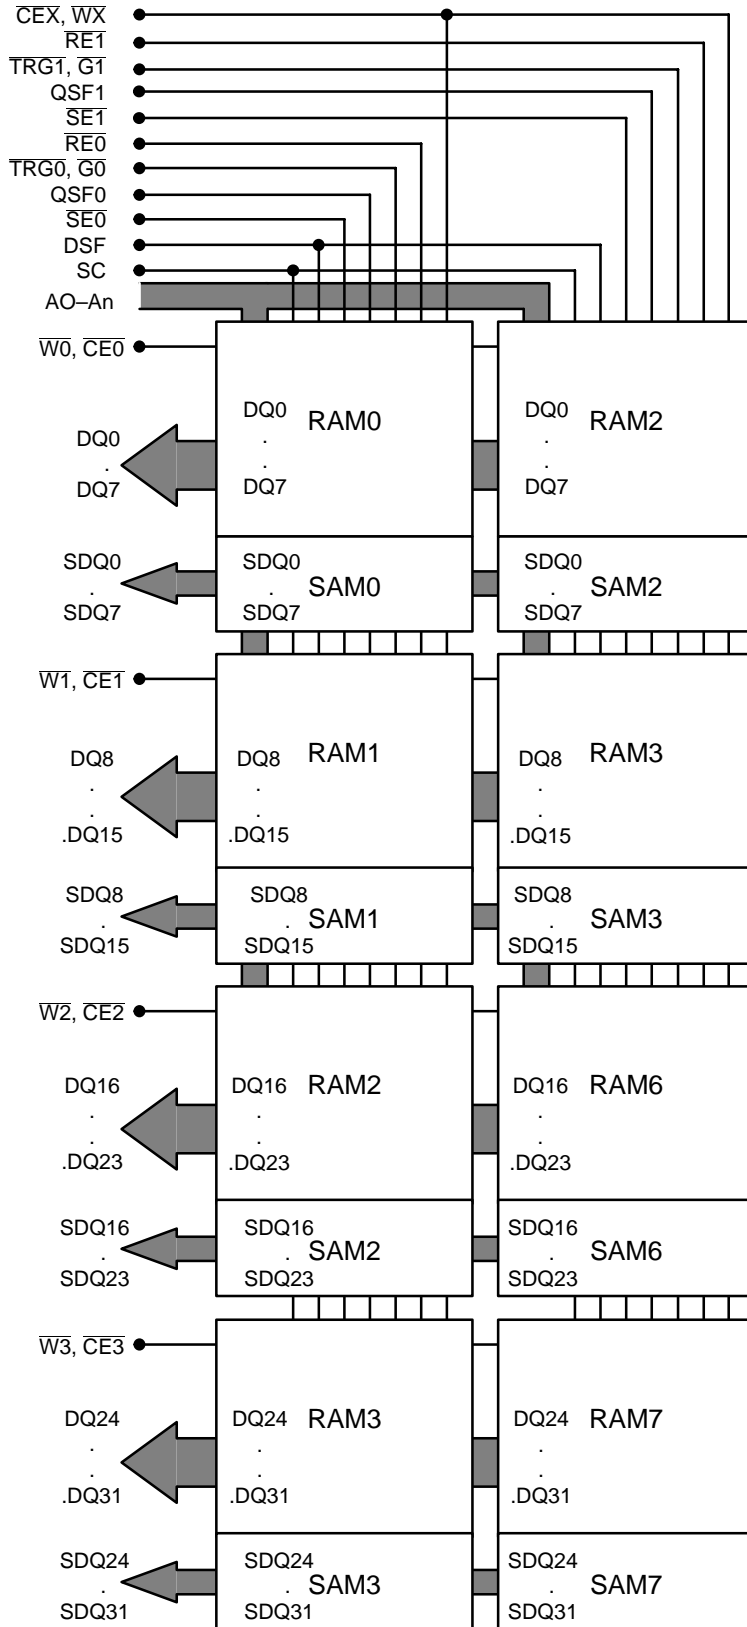 CEX, WX
RE1
TRG1, G1
QSF1
SE1
RE0
TRG0, G0
QSF0
SE0
DSF
SC
AO–An
W0, CE0
DQ0
.
DQ7
DQ0
.
.
DQ7
RAM0
DQ0
.
.
DQ7
RAM2
SDQ0
.
SDQ7
SDQ0
.
SDQ7
SAM0
SDQ0
.
SDQ7
SAM2
W1, CE1
DQ8
.
.
.DQ15
DQ8
.
.
.DQ15
RAM1
DQ8
.
.
.DQ15
RAM3
SDQ8
.
SDQ15
SDQ8
.
SDQ15
SAM1
SDQ8
.
SDQ15
SAM3
W2, CE2
DQ16
.
.
.DQ23
DQ16
.
.
.DQ23
RAM2
DQ16
.
.
.DQ23
RAM6
SDQ16
.
SDQ23
SDQ16
.
SDQ23
SAM2
SDQ16
.
SDQ23
SAM6
W3, CE3
DQ24
.
.
.DQ31
DQ24
.
.
.DQ31
RAM3
DQ24
.
.
.DQ31
RAM7
SDQ24
.
SDQ31
SDQ24
.
SDQ31
SAM3
SDQ24
.
SDQ31
SAM7